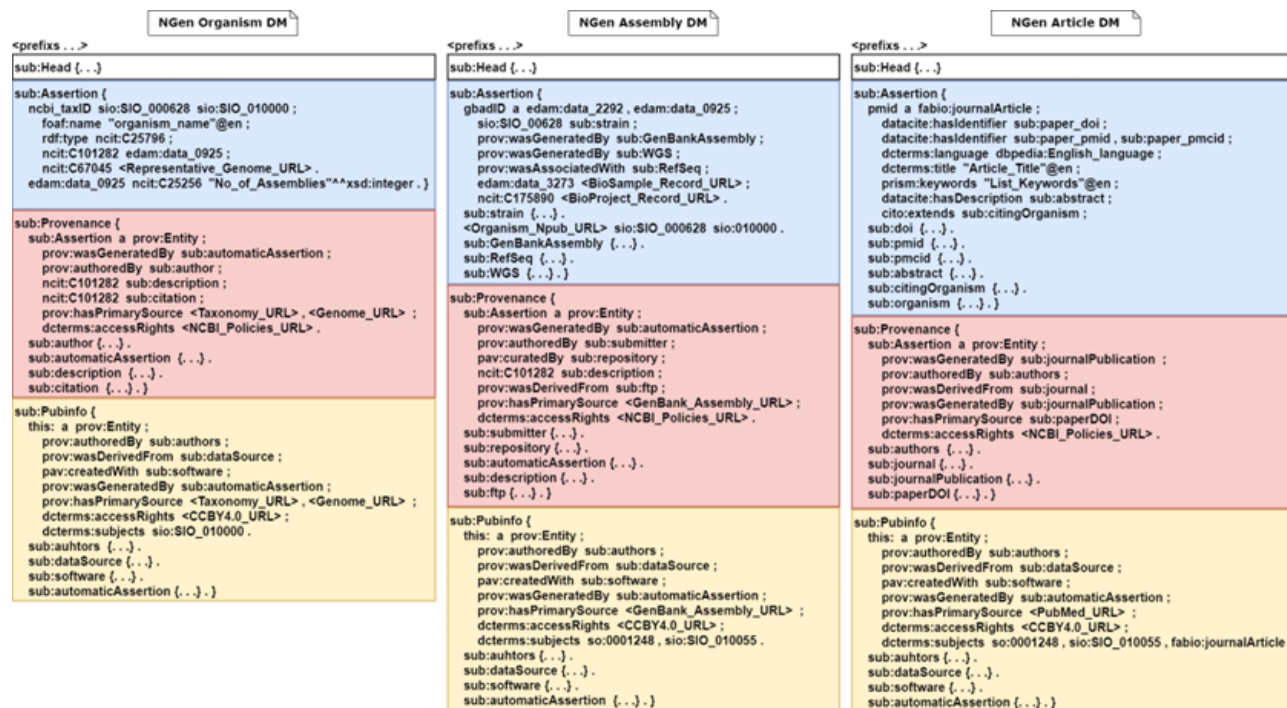 NGen Organism DM
<prefixs . . .>
sub:Head {. . .}
sub:Assertion {
ncbi_taxID sio:SIO_000628 sio:SIO_010000 ;
foaf:name "organism_name"@en ;
rdf:type ncit:C25796 ;
ncit:C101282 edam:data_0925 ;
ncit:C67045 <Representative_Genome_URL> .
edam:data_0925 ncit:C25256 "No_of_Assemblies"^^xsd:integer . }
sub:Provenance {
sub:Assertion a prov:Entity ;
prov:wasGeneratedBy sub:automaticAssertion ;
prov:authoredBy sub:author ;
ncit:C101282 sub:description ;
ncit:C101282 sub:citation ;
prov:hasPrimarySource <Taxonomy_URL> , <Genome_URL> ;
dcterms:accessRights <NCBI_Policies_URL> .
sub:author {. . .} .
sub:automaticAssertion {. . .} .
sub:description {. . .} .
sub:citation {. . .} . }
sub:Pubinfo {
this: a prov:Entity ;
prov:authoredBy sub:authors ;
prov:wasDerivedFrom sub:dataSource ;
pav:createdWith sub:software ;
prov:wasGeneratedBy sub:automaticAssertion ;
prov:hasPrimarySource <Taxonomy_URL> , <Genome_URL> ;
dcterms:accessRights <CCBY4.0_URL> ;
dcterms:subjects sio:SIO_010000 .
sub:auhtors {. . .} .
sub:dataSource {. . .} .
sub:software {. . .} .
sub:automaticAssertion {. . .} . }
NGen Assembly DM
<prefixs . . .>
sub:Head {. . .}
sub:Assertion {
gbadID a edam:data_2292 , edam:data_0925 ;
sio:SIO_00628 sub:strain ;
prov:wasGeneratedBy sub:GenBankAssembly ;
prov:wasGeneratedBy sub:WGS ;
prov:wasAssociatedWith sub:RefSeq ;
edam:data_3273 <BioSample_Record_URL> ;
ncit:C175890 <BioProject_Record_URL> .
sub:strain {. . .} .
<Organism_Npub_URL> sio:SIO_000628 sio:010000 .
sub:GenBankAssembly {. . .} .
sub:RefSeq {. . .} .
sub:WGS {. . .} . }
sub:Provenance {
sub:Assertion a prov:Entity ;
prov:wasGeneratedBy sub:automaticAssertion ;
prov:authoredBy sub:submitter ;
pav:curatedBy sub:repository ;
ncit:C101282 sub:description ;
prov:wasDerivedFrom sub:ftp ;
prov:hasPrimarySource <GenBank_Assembly_URL> ;
dcterms:accessRights <NCBI_Policies_URL> .
sub:submitter {. . .} .
sub:repository {. . .} .
sub:automaticAssertion {. . .} .
sub:description {. . .} .
sub:ftp {. . .} . }
sub:Pubinfo {
this: a prov:Entity ;
prov:authoredBy sub:authors ;
prov:wasDerivedFrom sub:dataSource ;
pav:createdWith sub:software ;
prov:wasGeneratedBy sub:automaticAssertion ;
prov:hasPrimarySource <GenBank_Assembly_URL> ;
dcterms:accessRights <CCBY4.0_URL> ;
dcterms:subjects so:0001248 , sio:SIO_010055 .
sub:auhtors {. . .} .
sub:dataSource {. . .} .
sub:software {. . .} .
sub:automaticAssertion {. . .} . }
NGen Article DM
<prefixs . . .>
sub:Head {. . .}
sub:Assertion {
pmid a fabio:journalArticle ;
datacite:hasIdentifier sub:paper_doi ;
datacite:hasIdentifier sub:paper_pmid , sub:paper_pmcid ;
dcterms:language dbpedia:English_language ;
dcterms:title "Article_Title"@en ;
prism:keywords "List_Keywords"@en ;
datacite:hasDescription sub:abstract ;
cito:extends sub:citingOrganism ;
sub:doi {. . .} .
sub:pmid {. . .} .
sub:pmcid {. . .} .
sub:abstract {. . .} .
sub:citingOrganism {. . .} .
sub:organism {. . .} . }
sub:Provenance {
sub:Assertion a prov:Entity ;
prov:wasGeneratedBy sub:journalPublication ;
prov:authoredBy sub:authors ;
prov:wasDerivedFrom sub:journal ;
prov:wasGeneratedBy sub:journalPublication ;
prov:hasPrimarySource sub:paperDOI ;
dcterms:accessRights <NCBI_Policies_URL> .
sub:authors {. . .} .
sub:journal {. . .} .
sub:journalPublication {. . .} .
sub:paperDOI {. . .} . }
sub:Pubinfo {
this: a prov:Entity ;
prov:authoredBy sub:authors ;
prov:wasDerivedFrom sub:dataSource ;
pav:createdWith sub:software ;
prov:wasGeneratedBy sub:automaticAssertion ;
prov:hasPrimarySource <PubMed_URL> ;
dcterms:accessRights <CCBY4.0_URL> ;
dcterms:subjects so:0001248 , sio:SIO_010055 , fabio:journalArticle
sub:auhtors {. . .} .
sub:dataSource {. . .} .
sub:software {. . .} .
sub:automaticAssertion {. . .} . }